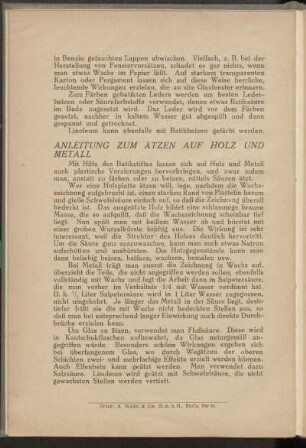 in Benzin getauchten Lappen abwischen. Vielfach, z. B. bei der
Herstellung von Fenstervorsätzen, schadet es gar nichts, wenn
man etwas Wachs im Papier läßt. Auf starkem transparenten
Karton oder Pergament lassen sich auf diese Weise herrliche,
leuchtende Wirkungen erzielen, die an alte Glasfenster erinnern.
Zum Färben gebatikten Leders werden am besten Leder-
beizen oder Säurefarbstoffe verwendet, denen etwas Batiksäure
im Bade zugesetzt wird. Das Leder wird vor dem Färben
genetzt, nachher in kaltem Wasser gut abgespült und dann
gespannt und getrocknet.
Linoleum kann ebenfalls mit Batikbeizen gefärbt werden.
ANLEITUNG ZUM ÄTZEN AUF HOLZ UND
METALL
Mit Hilfe des Batikstiftes lassen sich auf Holz und Metall
auch plastische Verzierungen hervorbringen, und zwar indem
man, anstatt zu färben oder zu beizen, mittels Säuren ätzt.
Wer eine Holzplatte ätzen will, lege, nachdem die Wachs-
zeichnung aufgetragt ist, einen starken Rand von Plastilin herum
und gieße Schwefelsäure einfach auf, so daß die Zeichnung überall
bedeckt ist. Das ausgeätzte Holz bildet eine schleimige braune
Masse, die so aufquillt, daß die Wachszeichnung scheinbar tief
liegt. Nun spült man mit heißem Wasser ab und bürstet mit
einer groben Wurzelbürste kräftig aus. Die Wirkung ist sehr
interessant, weil die Struktur des Holzes deutlich hervortritt.
Um die Säure ganz auszuwaschen, kann man noch etwas Natron
aufschütten und ausbürsten. Die Holzgegenstände kann man
dann beliebig beizen, beißen, wachsen, bemalen usw.
Bei Metall trägt man zuerst die Zeichnung in Wachs auf,
überzieht die Teile, die nicht angegriffen werden sollen, ebenfalls
vollständig mit Wachs und legt die Arbeit dann in Salpetersäure,
die man vorher im Verhältnis 1:4 mit Wasser verdünnt hat.
D. h. ¹/₄ Liter Salpetersäure wird in 1 Liter Wasser zugegossen,
nicht umgekehrt. Je länger das Metall in der Säure liegt, desto
tiefer frißt sie die mit Wachs nicht bedeckten Stellen aus, so
daß man bei entsprechend langer Einwirkung auch direkte Durch-
brüche erzielen kann.
Um Glas zu ätzen, verwendet man Flußsäure. Diese wird
in Kautschukflaschen aufbewahrt, da Glas naturgemäß an-
gegriffen würde. Besonders schöne Wirkungen ergeben sich
bei überfangenem Glas, wo durch Wegätzen der oberen
Schichten zwei- und mehrfarbige Effekte erzielt werden können.
Auch Elfenbein kann geätzt werden. Man verwendet dazu
Salzsäure. Linoleum wird geätzt mit Schwefelsäure, die nicht
gewachsten Stellen werden vertieft.